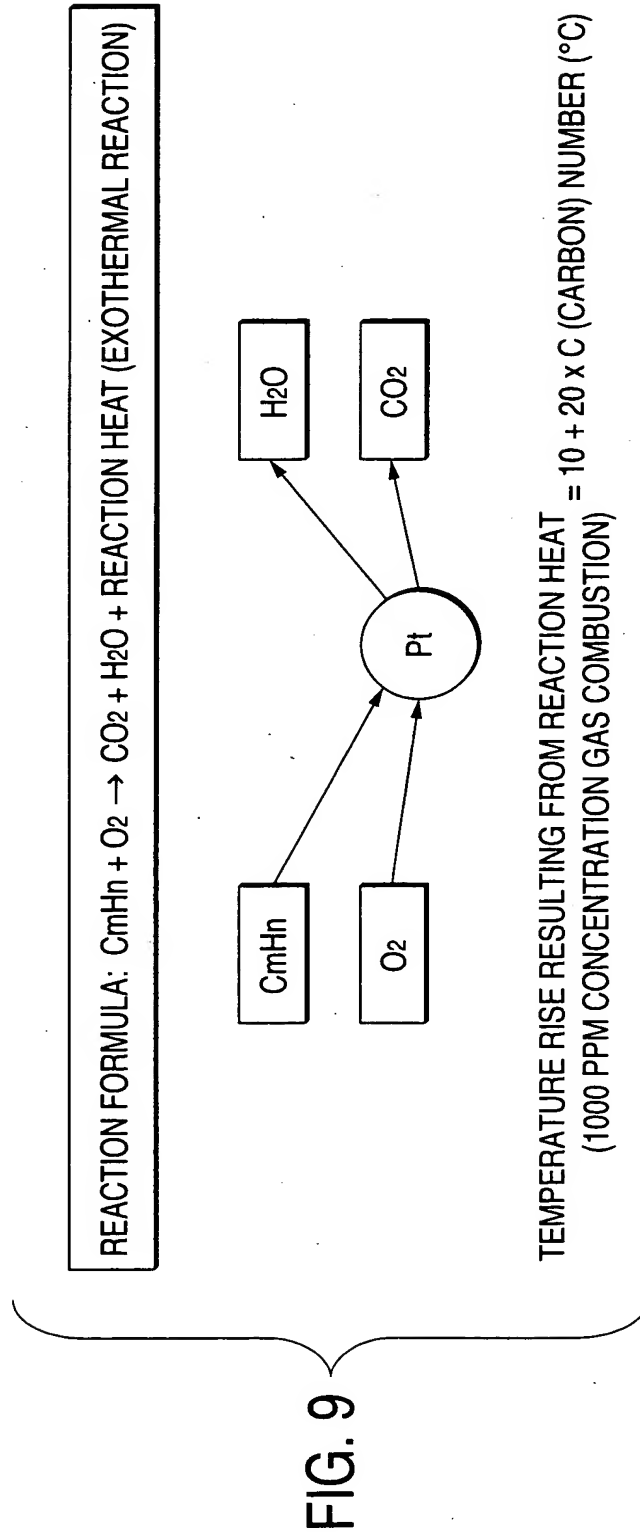 FIG. 9
REACTION FORMULA: CmHn + O2 → CO2 + H2O + REACTION HEAT (EXOTHERMAL REACTION)
CmHn
O2
Pt
H2O
CO2
TEMPERATURE RISE RESULTING FROM REACTION HEAT = 10 + 20 x C (CARBON) NUMBER (°C)
(1000 PPM CONCENTRATION GAS COMBUSTION)